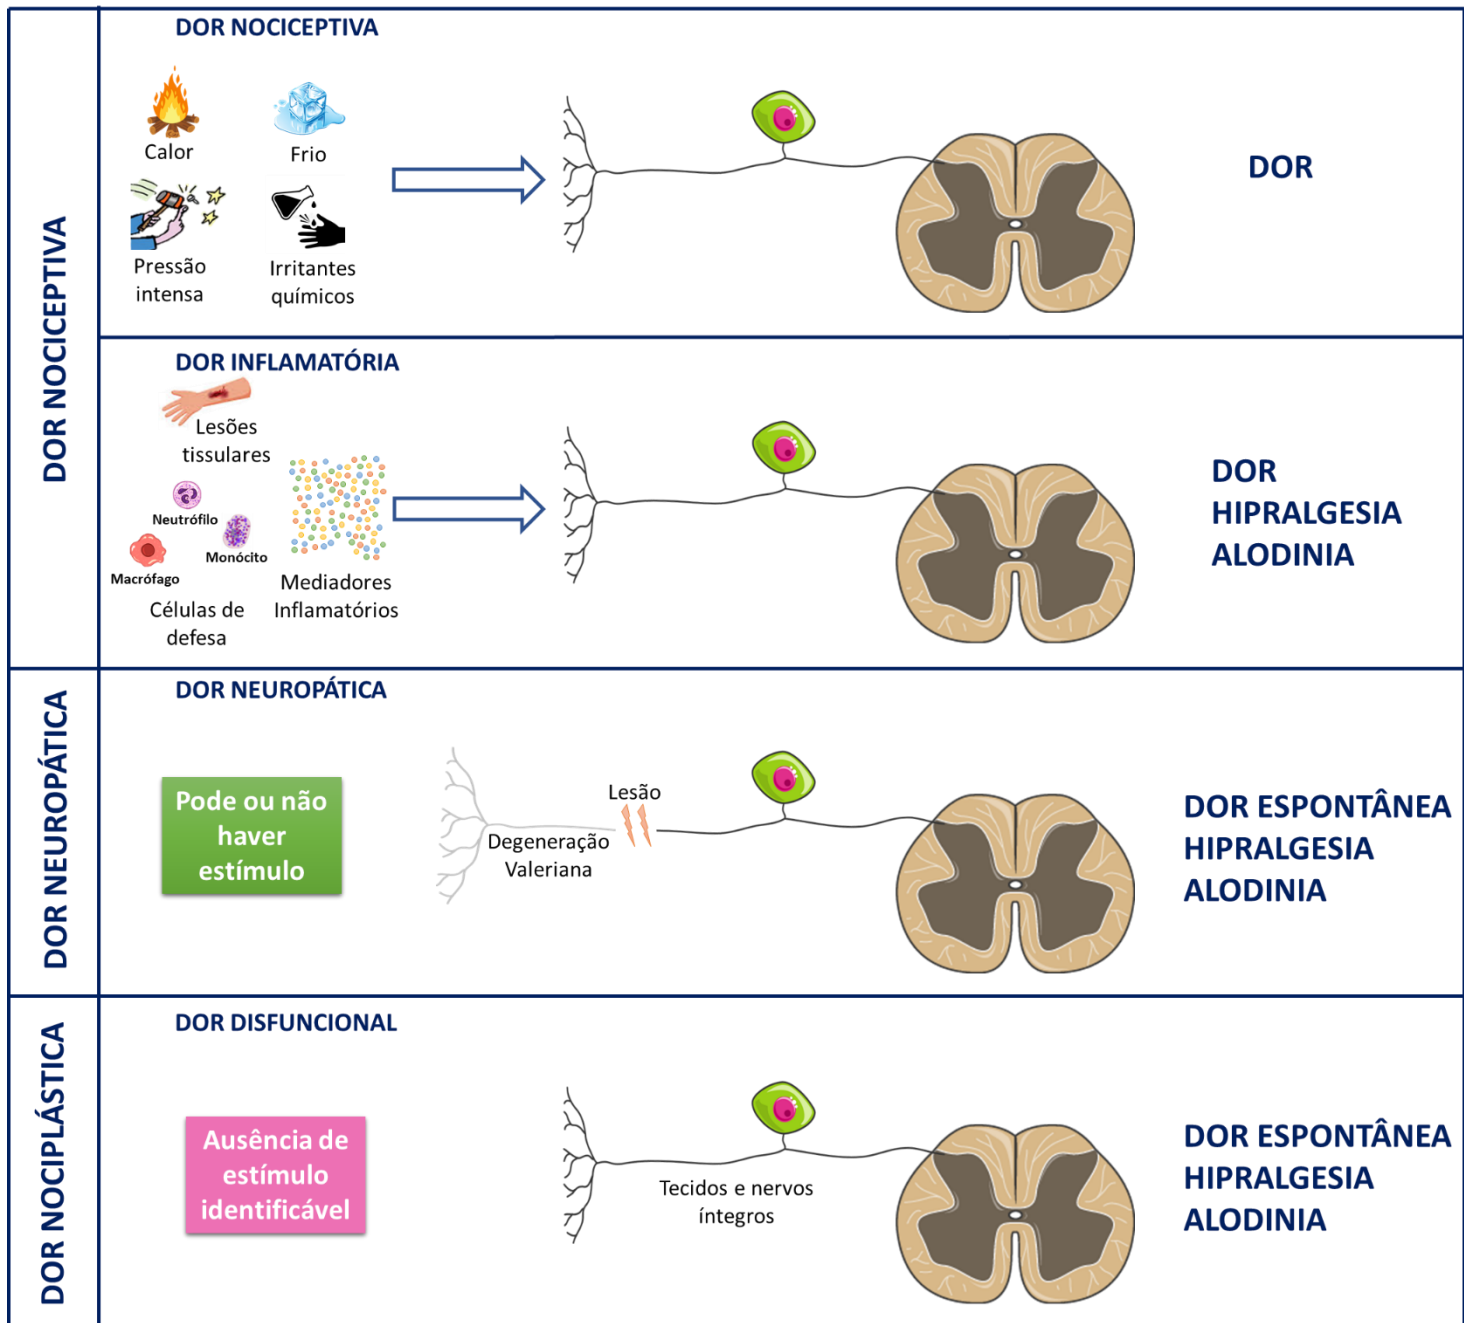 DOR NOCICEPTIVA
DOR NOCICEPTIVA
Calor
Frio
Pressão
intensa
Irritantes
químicos
DOR
DOR INFLAMATÓRIA
Lesões
tissulares
Neutrófilo
Monócito
Macrófago
Células de
defesa
Mediadores
Inflamatórios
DOR
HIPRALGESIA
ALODINIA
DOR NEUROPÁTICA
DOR NEUROPÁTICA
Pode ou não
haver
estímulo
Lesão
Degeneração
Valeriana
DOR ESPONTÂNEA
HIPRALGESIA
ALODINIA
DOR NOCIPLÁSTICA
DOR DISFUNCIONAL
Ausência de
estímulo
identificável
Tecidos e nervos
íntegros
DOR ESPONTÂNEA
HIPRALGESIA
ALODINIA